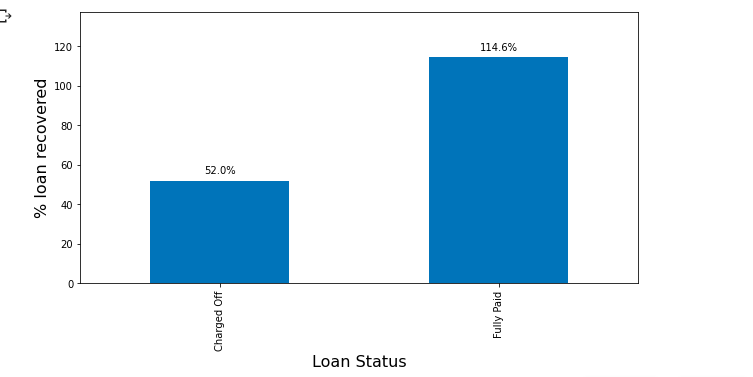 120
100
80
60
40
20
0
% loan recovered
52.0%
114.6%
Charged Off
Fully Paid
Loan Status